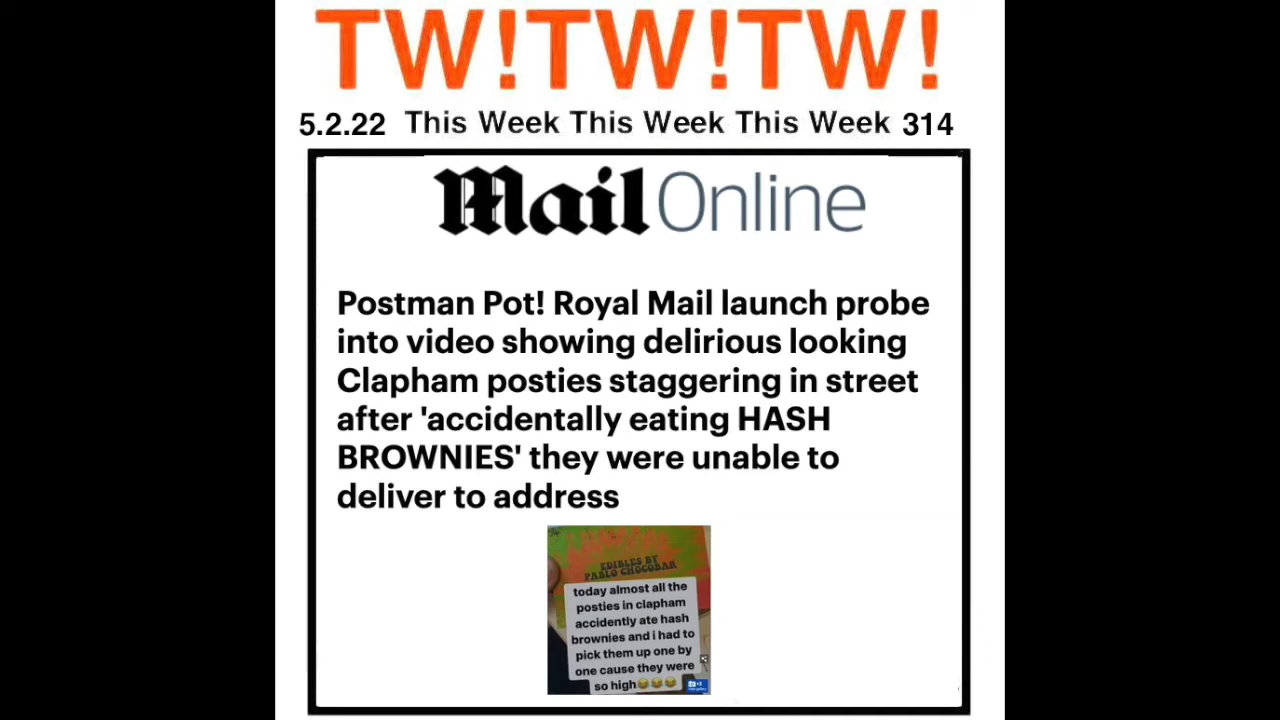 TW!TW!TW!
5.2.22 This Week This Week This Week 314
Mail Online
Postman Pot! Royal Mail launch probe
into video showing delirious looking
Clapham posties staggering in street
after 'accidentally eating HASH
BROWNIES' they were unable to
deliver to address
EDIBLES BY
PABLO CHOCOBAR
today almost all the
posties in clapham
accidently ate hash
brownies and i had to
pick them up one by
one cause they were
so high😂😂😂